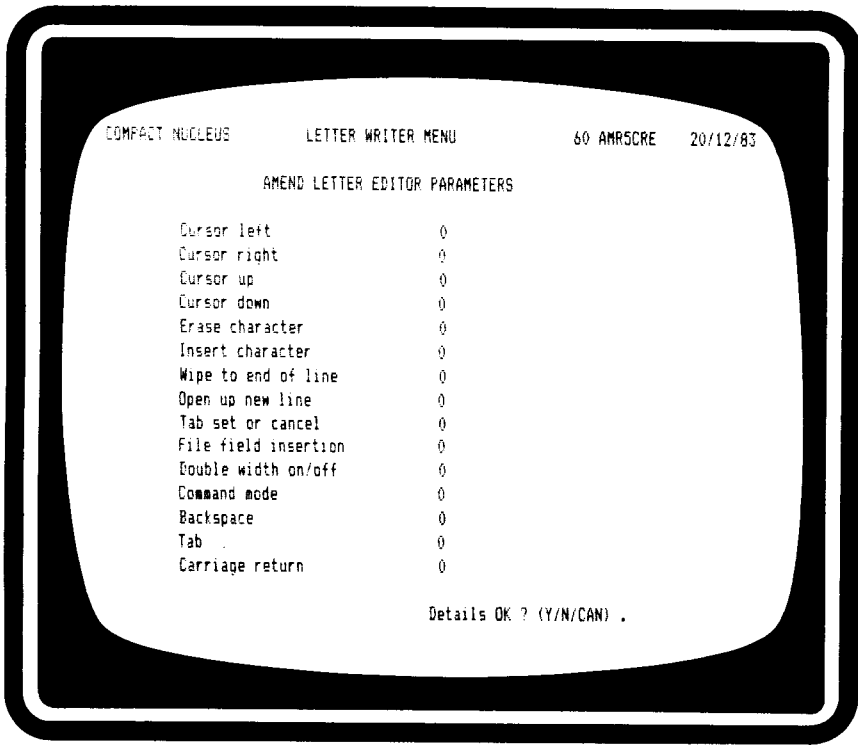 COMPACT NUCLEUS LETTER WRITER MENU 60 AMR5CRE 20/12/83
AMEND LETTER EDITOR PARAMETERS
Cursor left 0
Cursor right 0
Cursor up 0
Cursor down 0
Erase character 0
Insert character 0
Wipe to end of line 0
Open up new line 0
Tab set or cancel 0
File field insertion 0
Double width on/off 0
Command mode 0
Backspace 0
Tab 0
Carriage return 0
Details OK ? (Y/N/CAN) .